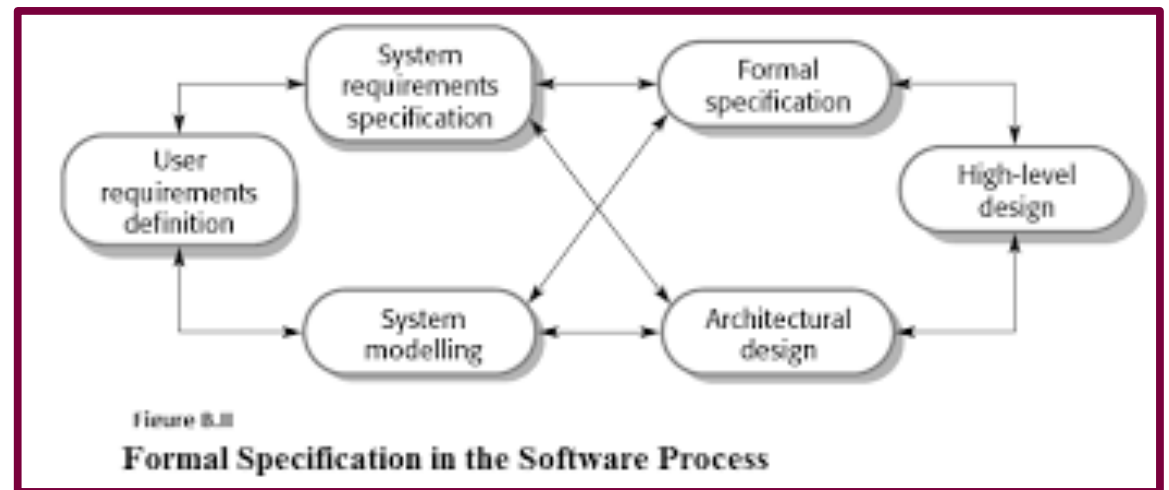 System
requirements
specification
Formal
specification
User
requirements
definition
High-level
design
System
modelling
Architectural
design
Formal Specification in the Software Process